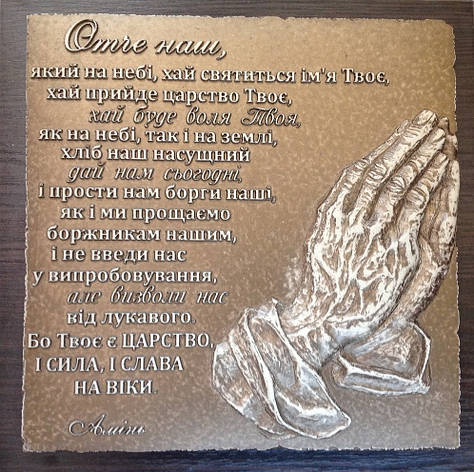 Отче наш,
який на небі, хай святиться ім'я Твоє,
хай прийде царство Твоє,
хай буде воля Твоя,
як на небі, так і на землі,
хліб наш насущний
дай нам сьогодні,
і прости нам борги наші,
як і ми прощаємо
боржникам нашим,
і не введи нас
у випробовування,
але визволи нас
від лукавого.
Бо Твоє є ЦАРСТВО,
І СИЛА, І СЛАВА
НА ВІКИ.
Амінь